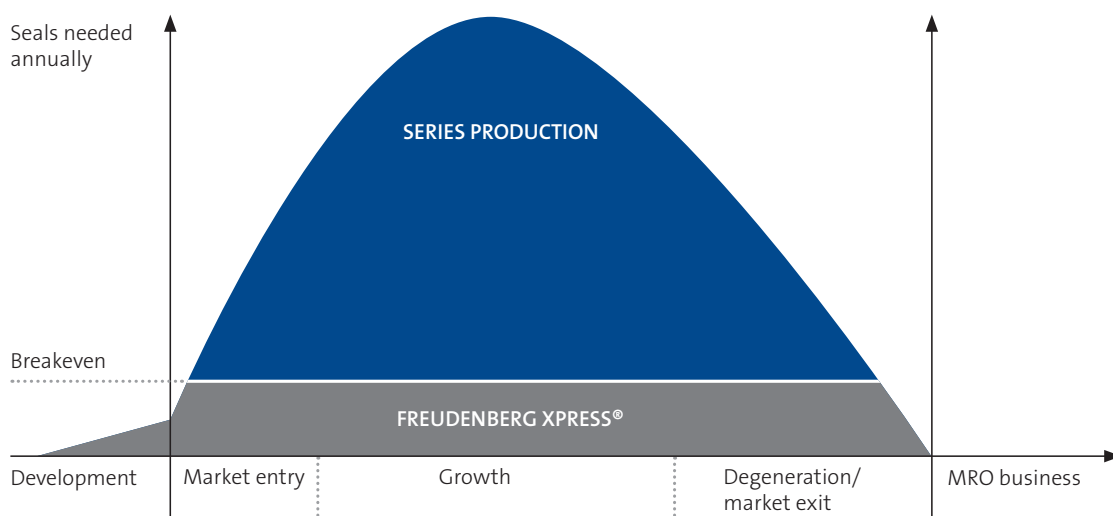 Seals needed
annually
SERIES PRODUCTION
Breakeven
FREUDENBERG XPRESS®
Development
Market entry
Growth
Degeneration/
market exit
MRO business